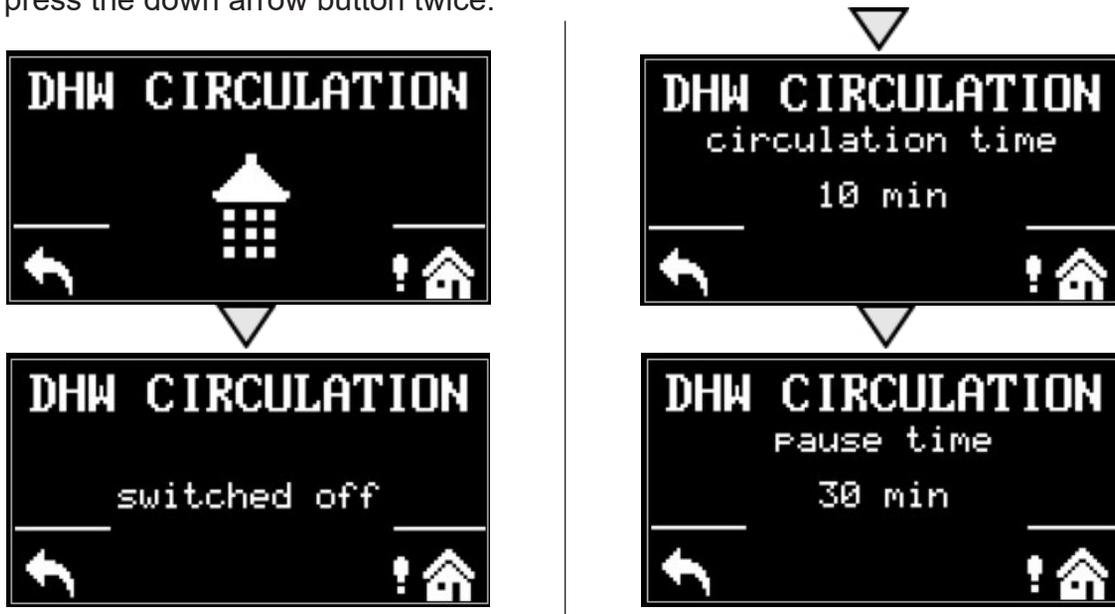 press the down arrow button twice.
DHW CIRCULATION
DHW CIRCULATION
switched off
DHW CIRCULATION
circulation time
10 min
DHW CIRCULATION
pause time
30 min